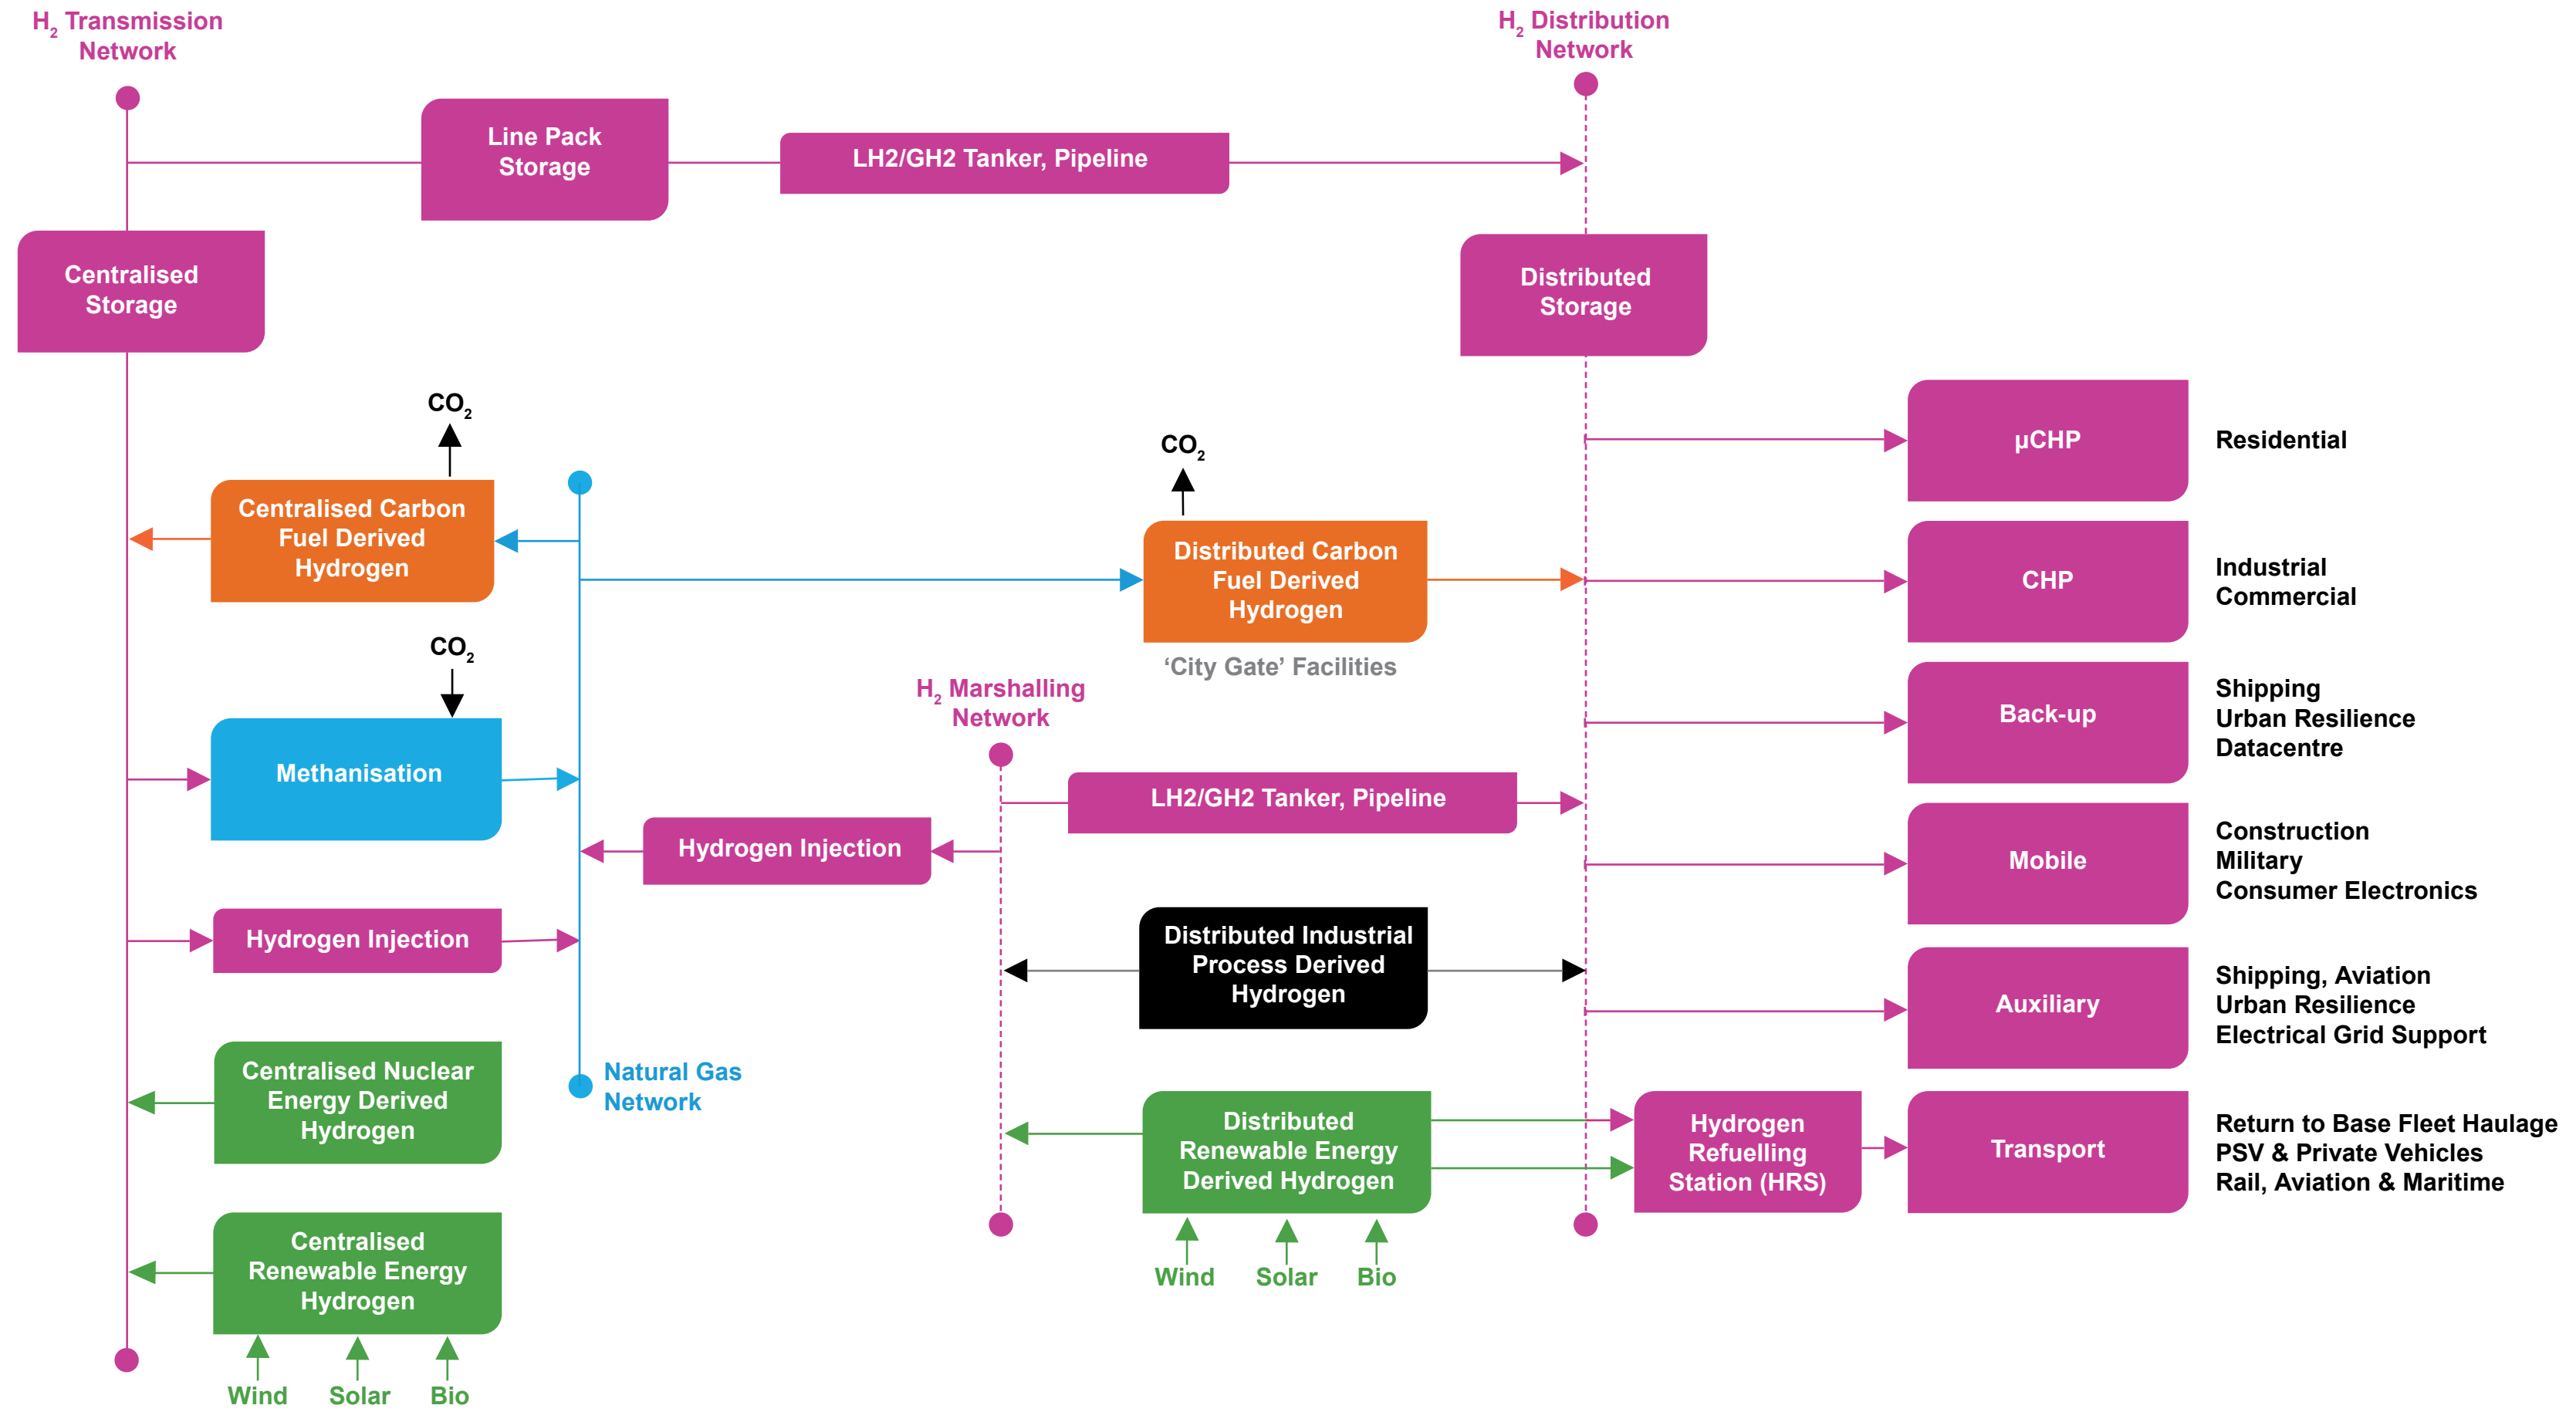 H2 Transmission
Network
H2 Distribution
Network
Line Pack
Storage
LH2/GH2 Tanker, Pipeline
Centralised
Storage
Distributed
Storage
CO2
Centralised Carbon
Fuel Derived
Hydrogen
CO2
Distributed Carbon
Fuel Derived
Hydrogen
‘City Gate’ Facilities
µCHP
Residential
CHP
Industrial
Commercial
CO2
Methanisation
H2 Marshalling
Network
LH2/GH2 Tanker, Pipeline
Hydrogen Injection
Back-up
Shipping
Urban Resilience
Datacentre
Mobile
Construction
Military
Consumer Electronics
Hydrogen Injection
Distributed Industrial
Process Derived
Hydrogen
Auxiliary
Shipping, Aviation
Urban Resilience
Electrical Grid Support
Centralised Nuclear
Energy Derived
Hydrogen
Natural Gas
Network
Distributed
Renewable Energy
Derived Hydrogen
Hydrogen
Refuelling
Station (HRS)
Transport
Return to Base Fleet Haulage
PSV & Private Vehicles
Rail, Aviation & Maritime
Centralised
Renewable Energy
Hydrogen
Wind Solar Bio
Wind Solar Bio